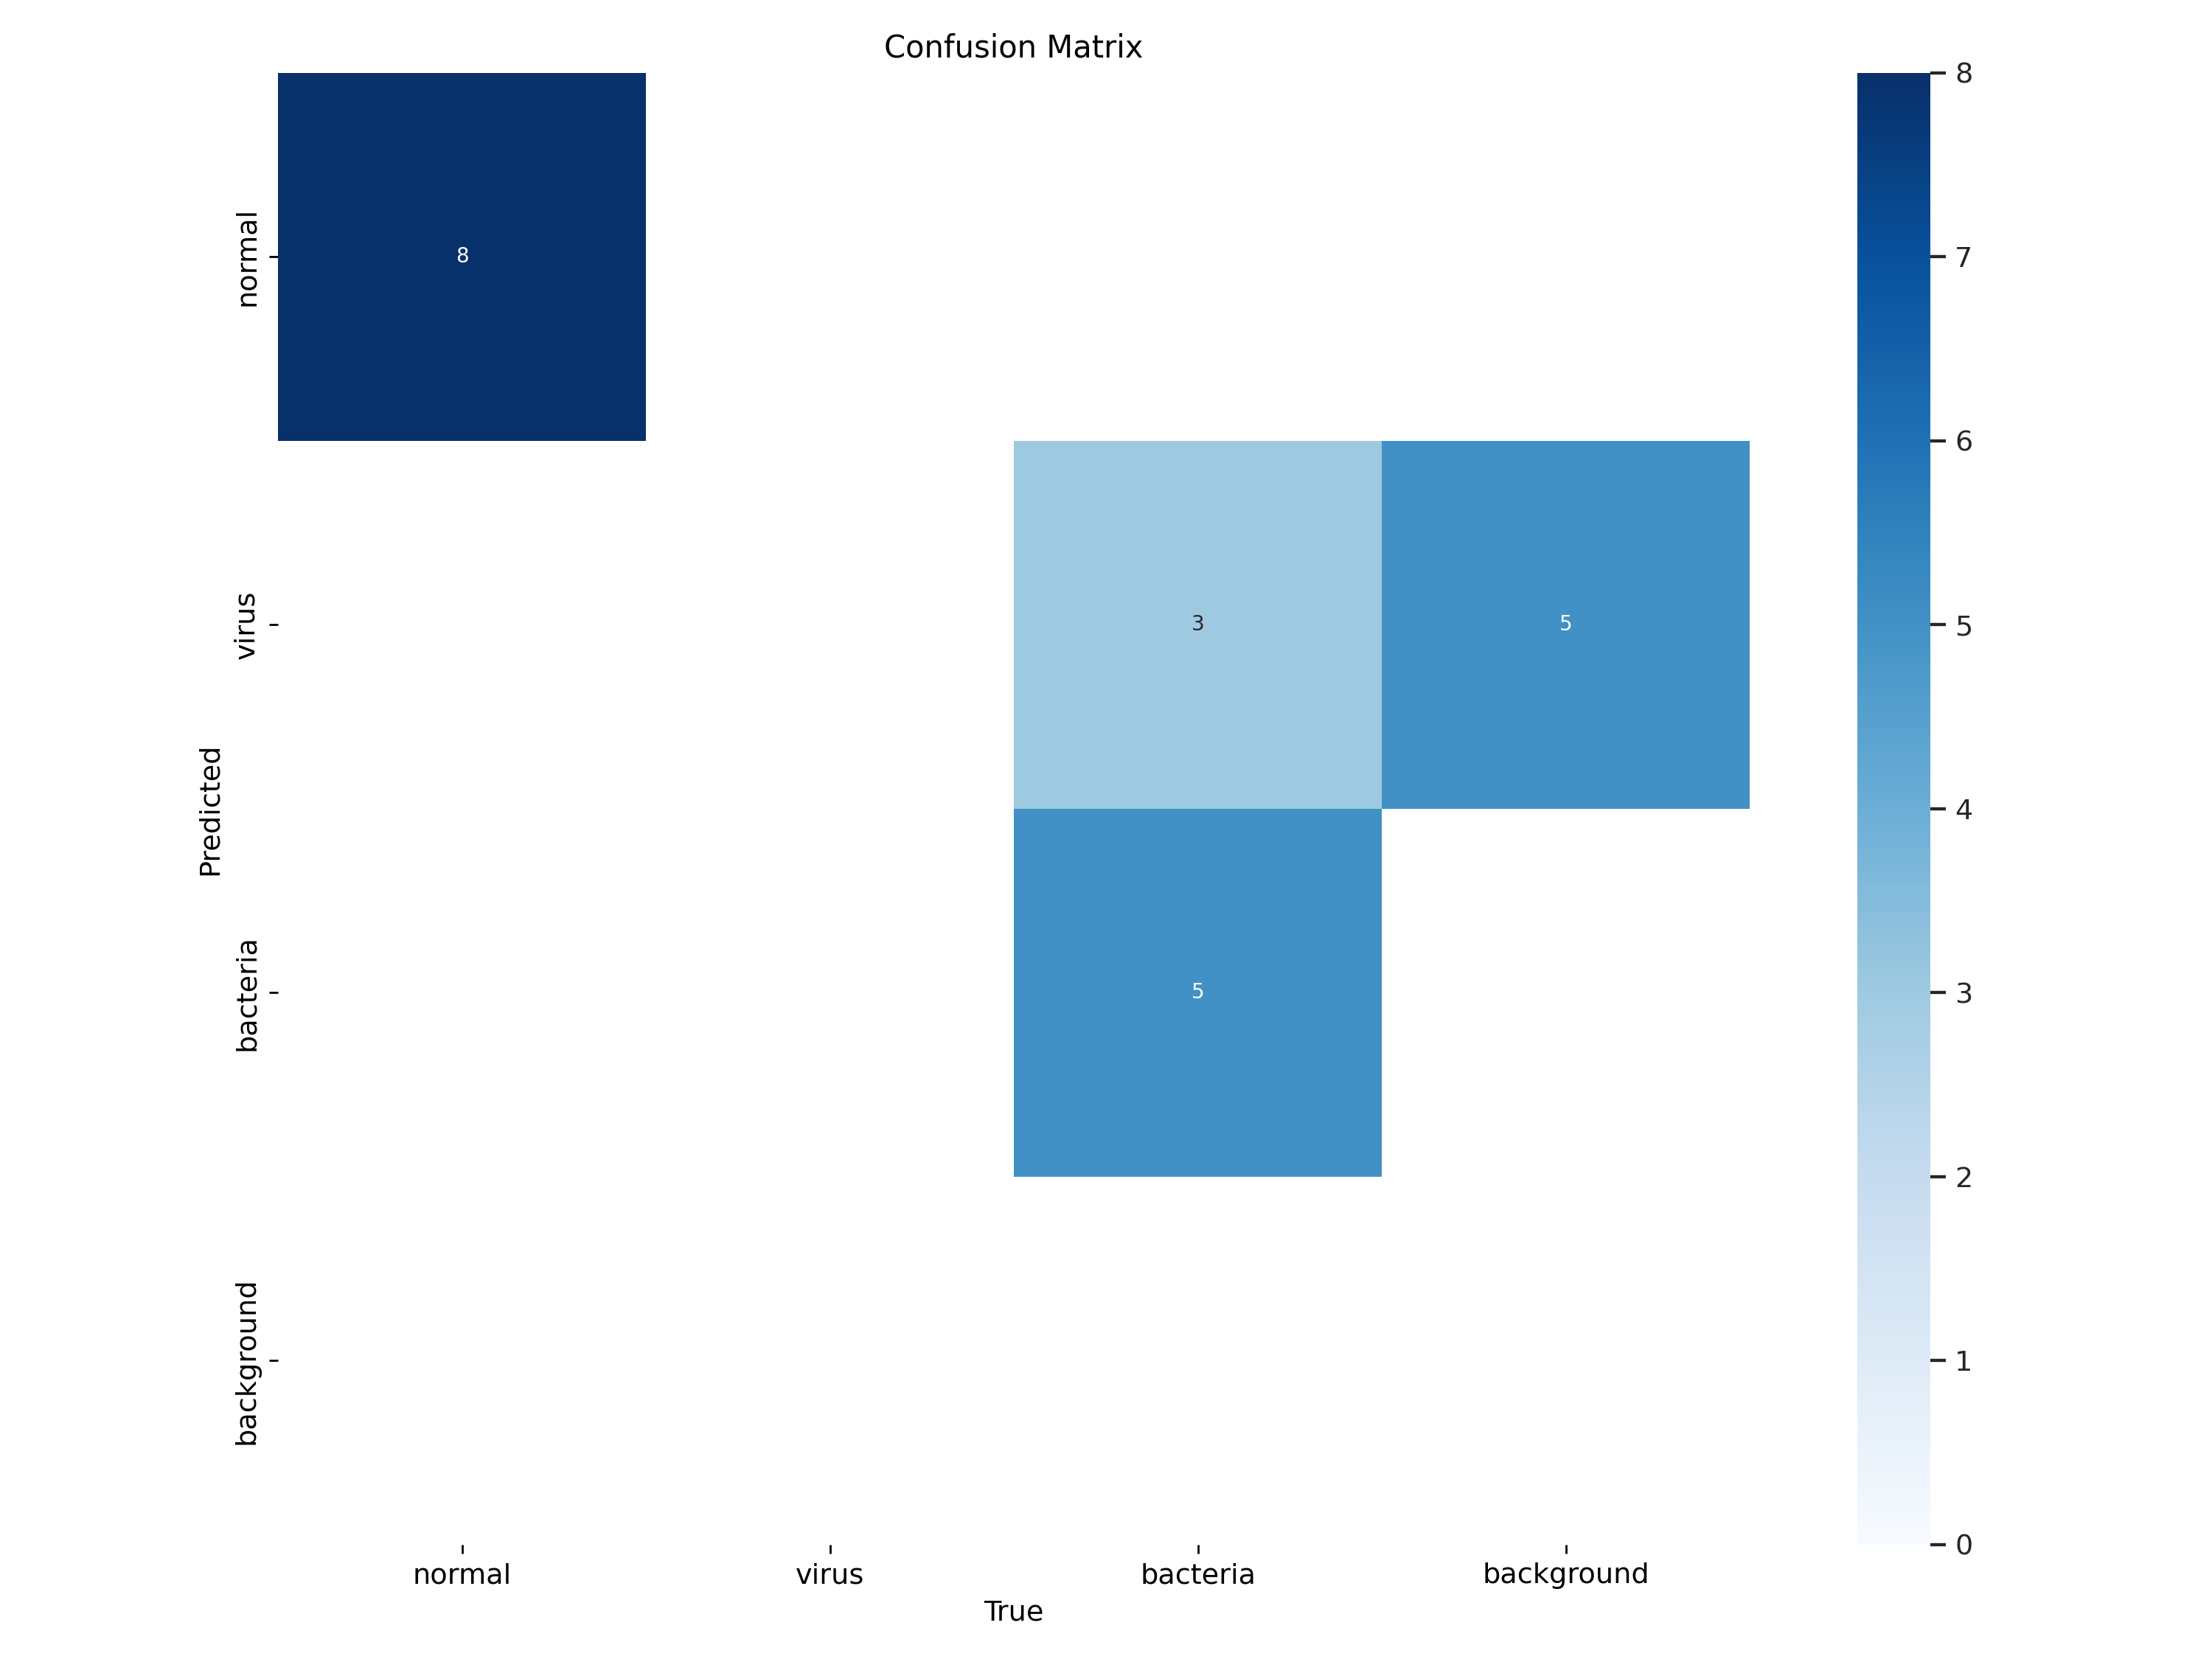 Confusion Matrix
normal
virus
bacteria
background
Predicted
8
3
5
5
normal
virus
bacteria
background
True
8
7
6
5
4
3
2
1
0